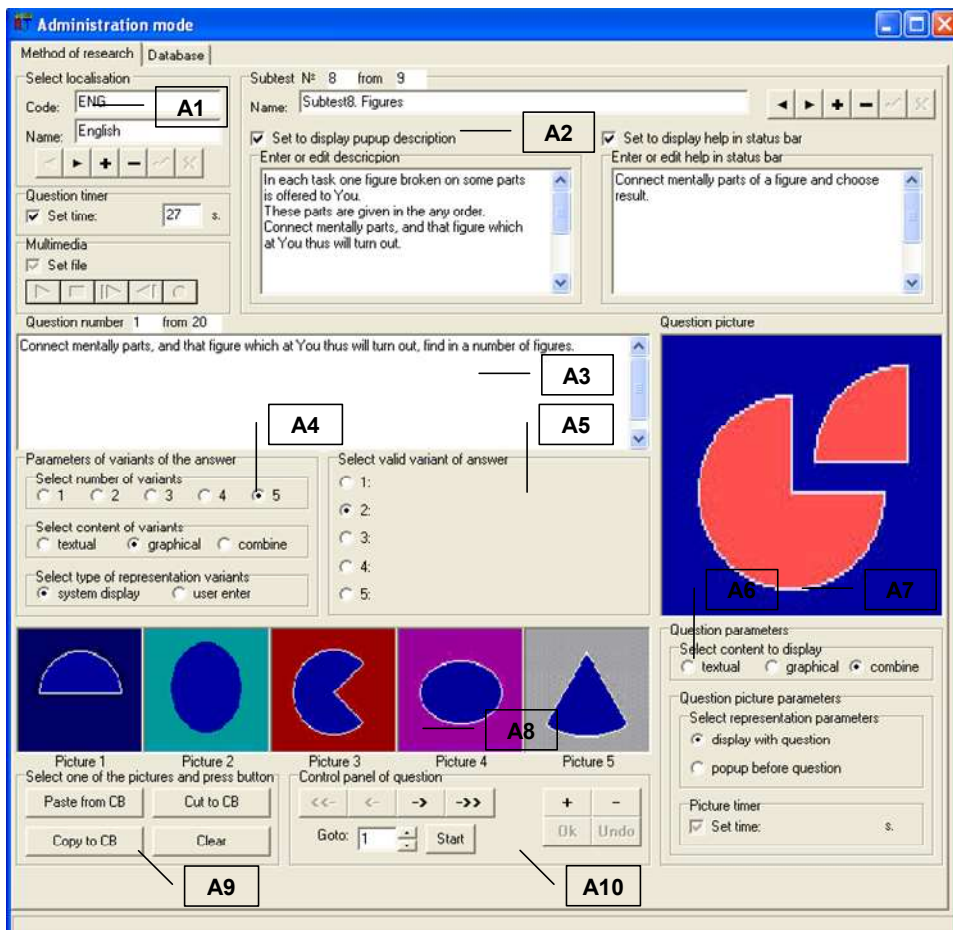 Administration mode
Method of research
Database
Select localisation
Code: ENG
A1
Name: English
Question timer
Set time: 27 s.
Multimedia
Set file
Subtest № 8 from 9
Name: Subtest8. Figures
A2
Set to display pupup description
Enter or edit descricpion
In each task one figure broken on some parts
is offered to You.
These parts are given in the any order.
Connect mentally parts, and that figure which
at You thus will turn out.
Set to display help in status bar
Enter or edit help in status bar
Connect mentally parts of a figure and choose
result.
Question number 1 from 20
Connect mentally parts, and that figure which at You thus will turn out, find in a number of figures.
A3
A4
A5
Question picture
A6
A7
Parameters of variants of the answer
Select number of variants
1 2 3 4 5
Select content of variants
textual graphical combine
Select type of representation variants
system display user enter
Select valid variant of answer
1:
2:
3:
4:
5:
A8
Picture 1 Picture 2 Picture 3 Picture 4 Picture 5
Select one of the pictures and press button
Paste from CB Cut to CB
Copy to CB Clear
A9
Control panel of question
<<- <- -> ->> + -
Goto: 1 Start Ok Undo
A10
Question parameters
Select content to display
textual graphical combine
Question picture parameters
Select representation parameters
display with question
popup before question
Picture timer
Set time: s.